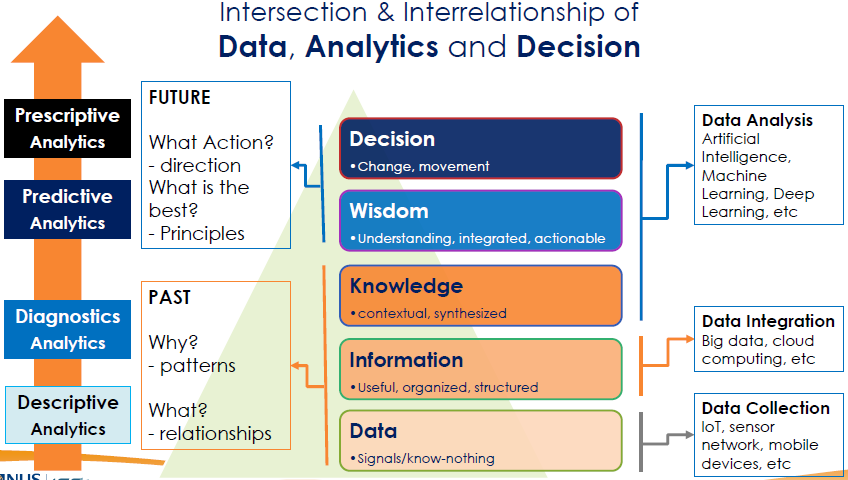 Intersection & Interrelationship of
Data, Analytics and Decision
Prescriptive
Analytics
Predictive
Analytics
Diagnostics
Analytics
Descriptive
Analytics
FUTURE
What Action?
- direction
What is the
best?
- Principles
PAST
Why?
- patterns
What?
- relationships
Decision
•Change, movement
Wisdom
•Understanding, integrated, actionable
Knowledge
•contextual, synthesized
Information
•Useful, organized, structured
Data
•Signals/know-nothing
Data Analysis
Artificial
Intelligence,
Machine
Learning, Deep
Learning, etc
Data Integration
Big data, cloud
computing, etc
Data Collection
IoT, sensor
network, mobile
devices, etc